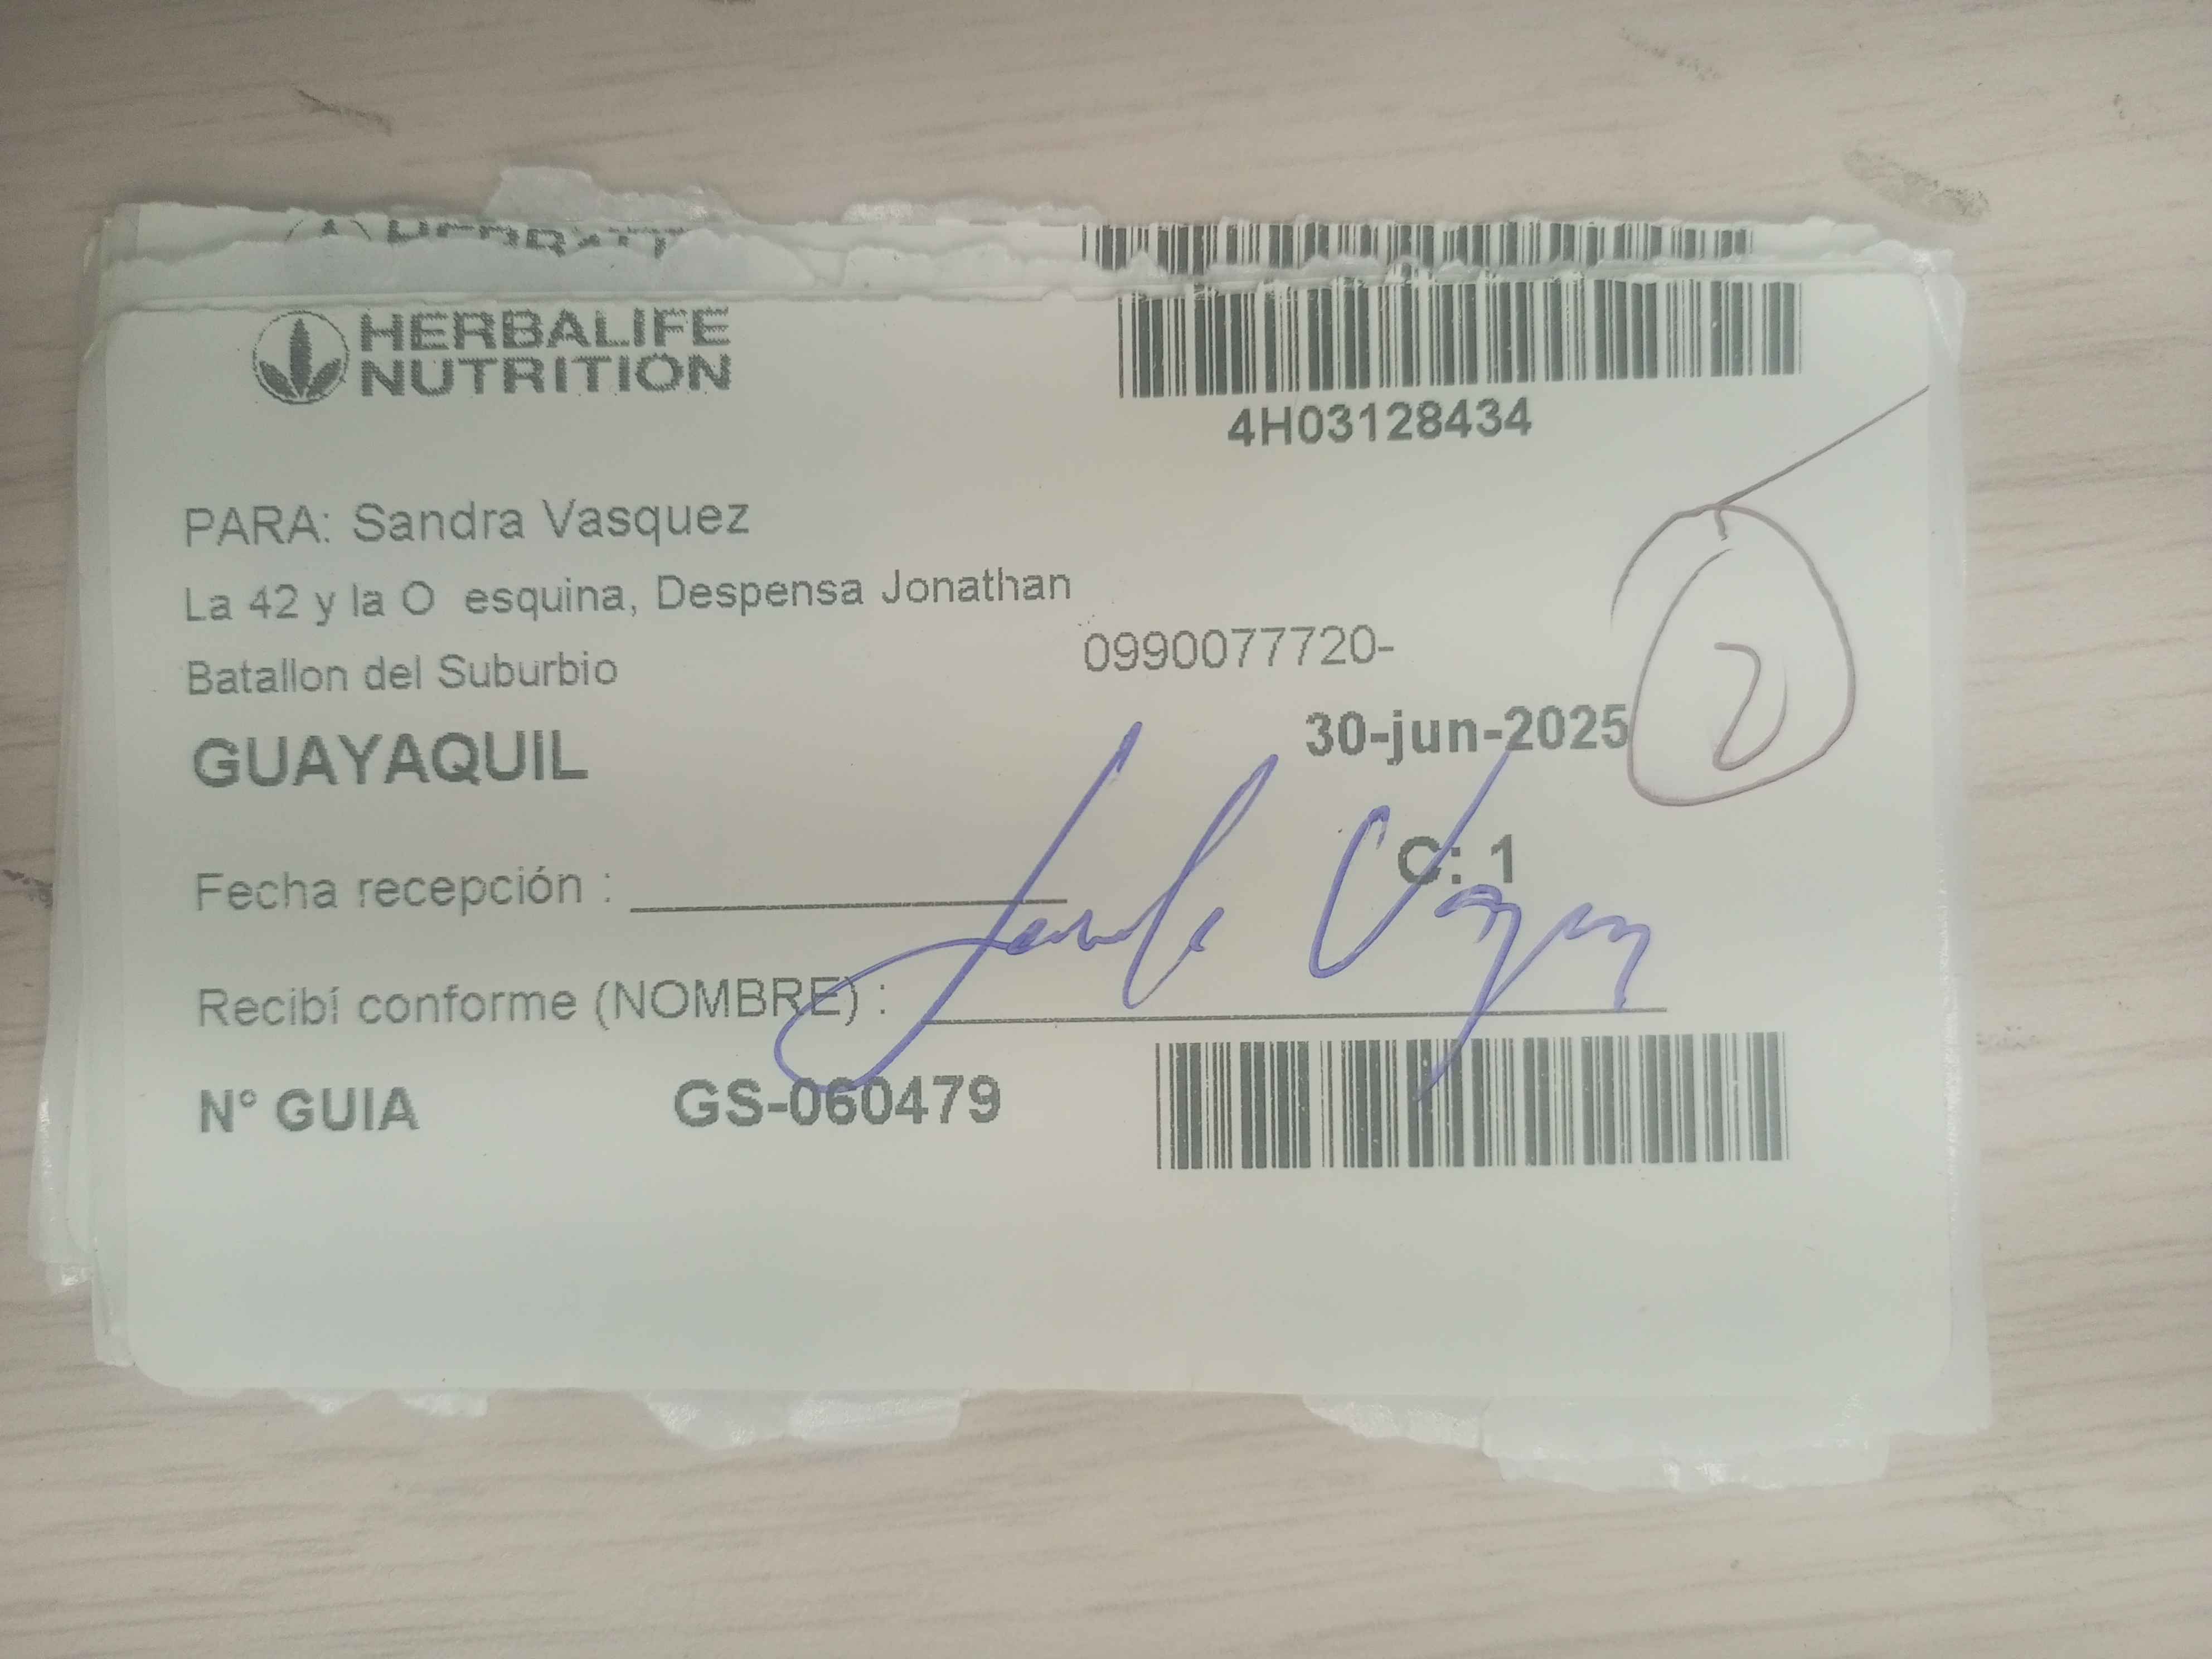 HERBALIFE
NUTRITION
4H03128434
PARA: Sandra Vasquez
La 42 y la O esquina, Despensa Jonathan
Batallon del Suburbio
0990077720-
GUAYAQUIL
30-jun-2025
2
C: 1
Fecha recepción :
Recibí conforme (NOMBRE) :
N° GUIA GS-060479